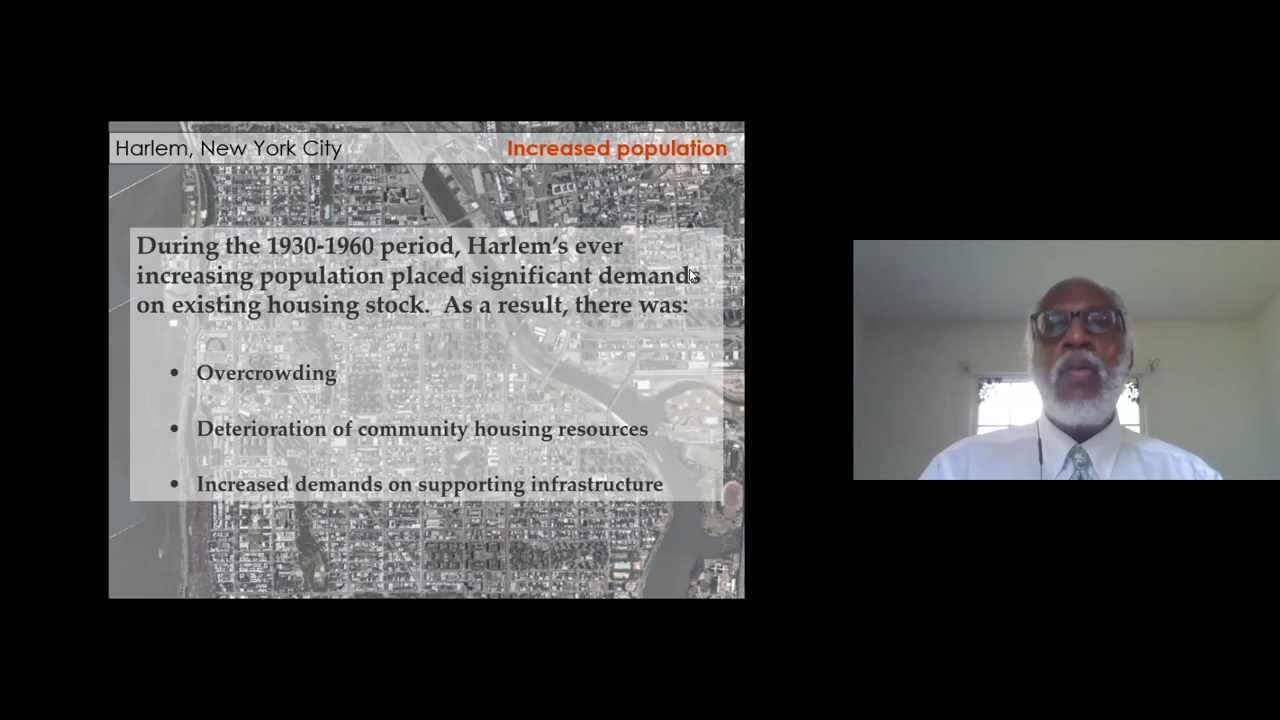 Harlem, New York City
Increased population
During the 1930-1960 period, Harlem's ever
increasing population placed significant demands
on existing housing stock.  As a result, there was:
• Overcrowding
• Deterioration of community housing resources
• Increased demands on supporting infrastructure